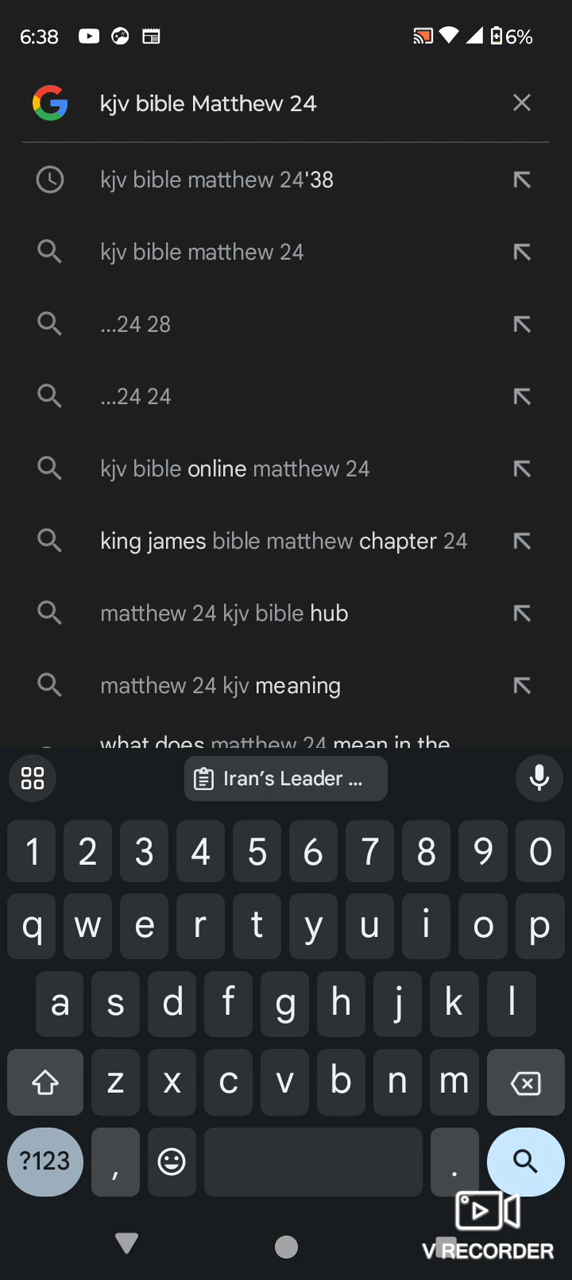 6:38
6%
kjv bible Matthew 24
kjv bible matthew 24'38
kjv bible matthew 24
...24 28
...24 24
kjv bible online matthew 24
king james bible matthew chapter 24
matthew 24 kjv bible hub
matthew 24 kjv meaning
what does matthew 24 mean in the
Iran's Leader ...
1 2 3 4 5 6 7 8 9 0
q w e r t y u i o p
a s d f g h j k l
z x c v b n m
?123 , .
V RECORDER